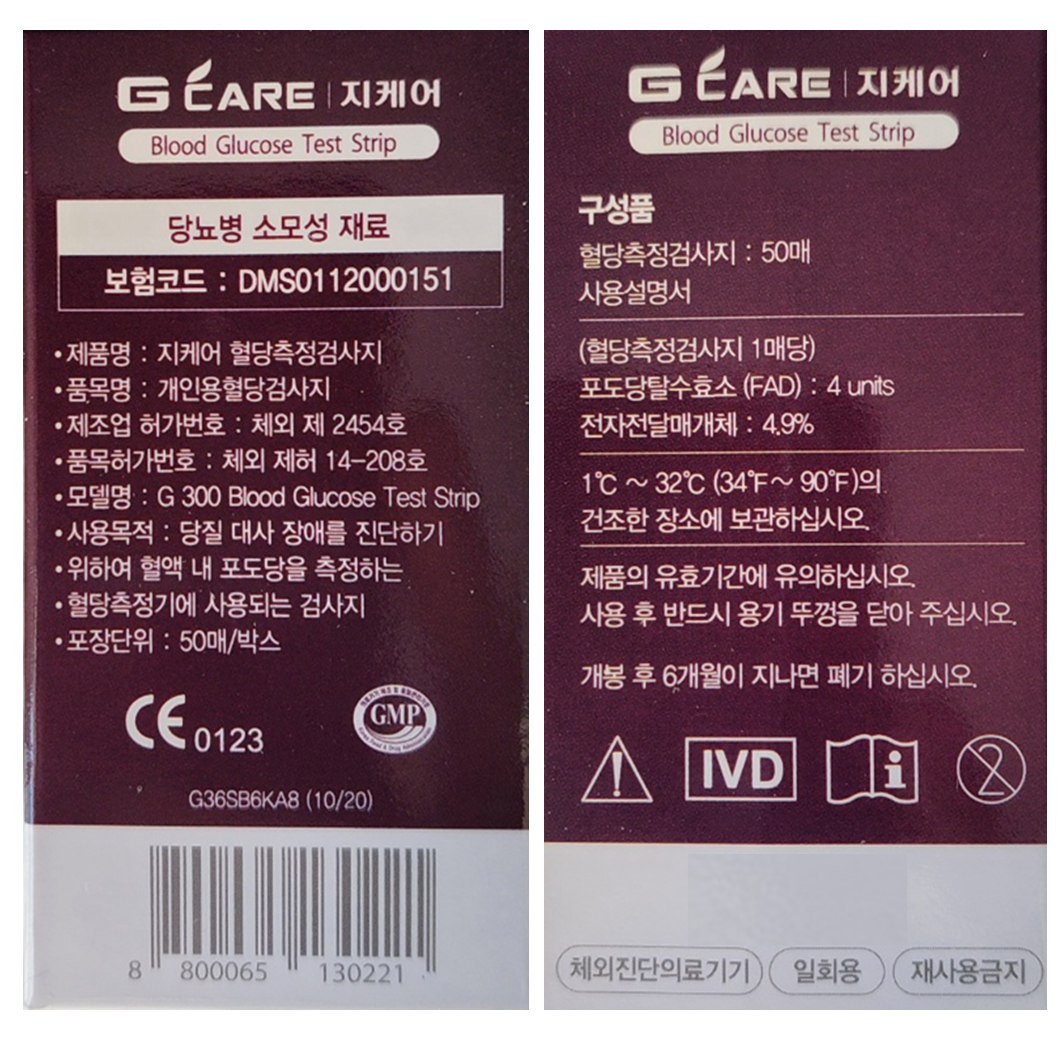 G CARE | 지케어
Blood Glucose Test Strip
당뇨병 소모성 재료
보험코드 : DMS0112000151
•제품명 : 지케어 혈당측정검사지
•품목명 : 개인용혈당검사지
•제조업 허가번호 : 체외 제 2454호
•품목허가번호 : 체외 제허 14-208호
•모델명 : G 300 Blood Glucose Test Strip
•사용목적 : 당질 대사 장애를 진단하기
•위하여 혈액 내 포도당을 측정하는
•혈당측정기에 사용되는 검사지
•포장단위 : 50매/박스
CE 0123
GMP
G36SB6KA8 (10/20)
8 800065 130221
G CARE | 지케어
Blood Glucose Test Strip
구성품
혈당측정검사지 : 50매
사용설명서
(혈당측정검사지 1매당)
포도당탈수효소 (FAD) : 4 units
전자전달매개체 : 4.9%
1℃ ~ 32℃ (34℉~ 90℉)의
건조한 장소에 보관하십시오.
제품의 유효기간에 유의하십시오.
사용 후 반드시 용기 뚜껑을 닫아 주십시오.
개봉 후 6개월이 지나면 폐기 하십시오.
! IVD i 2
체외진단의료기기 일회용 재사용금지